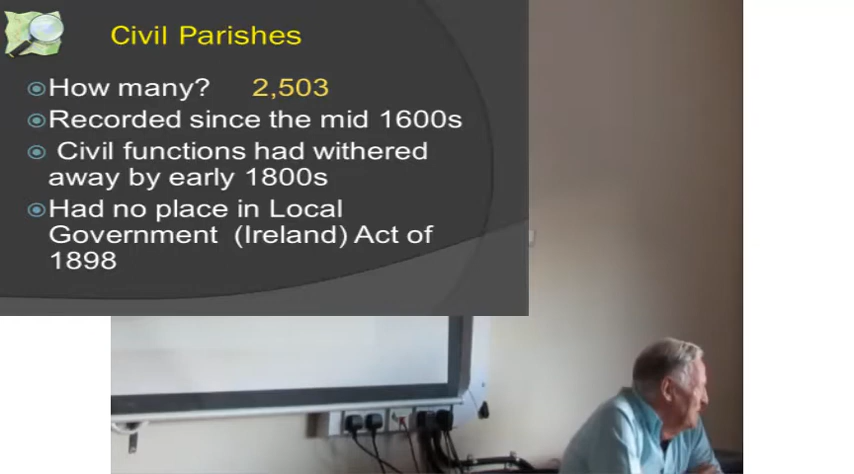 Civil Parishes
How many? 2,503
Recorded since the mid 1600s
Civil functions had withered
away by early 1800s
Had no place in Local
Government (Ireland) Act of
1898